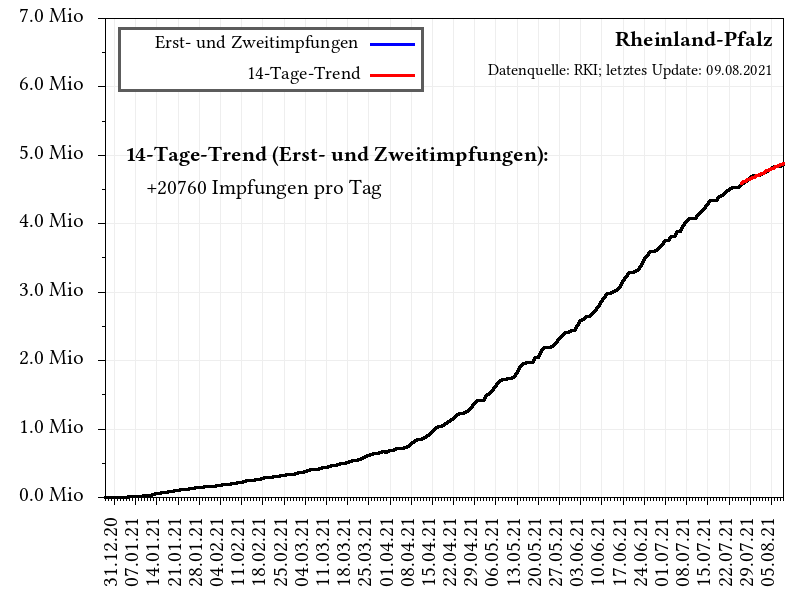 7.0 Mio
6.0 Mio
5.0 Mio
4.0 Mio
3.0 Mio
2.0 Mio
1.0 Mio
0.0 Mio
Erst- und Zweitimpfungen
14-Tage-Trend
Rheinland-Pfalz
Datenquelle: RKI; letztes Update: 09.08.2021
14-Tage-Trend (Erst- und Zweitimpfungen):
+20760 Impfungen pro Tag
31.12.20
07.01.21
14.01.21
21.01.21
28.01.21
04.02.21
11.02.21
18.02.21
25.02.21
04.03.21
11.03.21
18.03.21
25.03.21
01.04.21
08.04.21
15.04.21
22.04.21
29.04.21
06.05.21
13.05.21
20.05.21
27.05.21
03.06.21
10.06.21
17.06.21
24.06.21
01.07.21
08.07.21
15.07.21
22.07.21
29.07.21
05.08.21